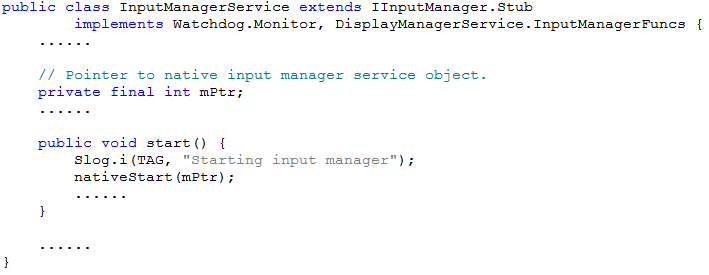 public class InputManagerService extends IInputManager.Stub
        implements Watchdog.Monitor, DisplayManagerService.InputManagerFuncs {
    ......
    // Pointer to native input manager service object.
    private final int mPtr;
    ......
    public void start() {
        Slog.i(TAG, "Starting input manager");
        nativeStart(mPtr);
        ......
    }
    ......
}